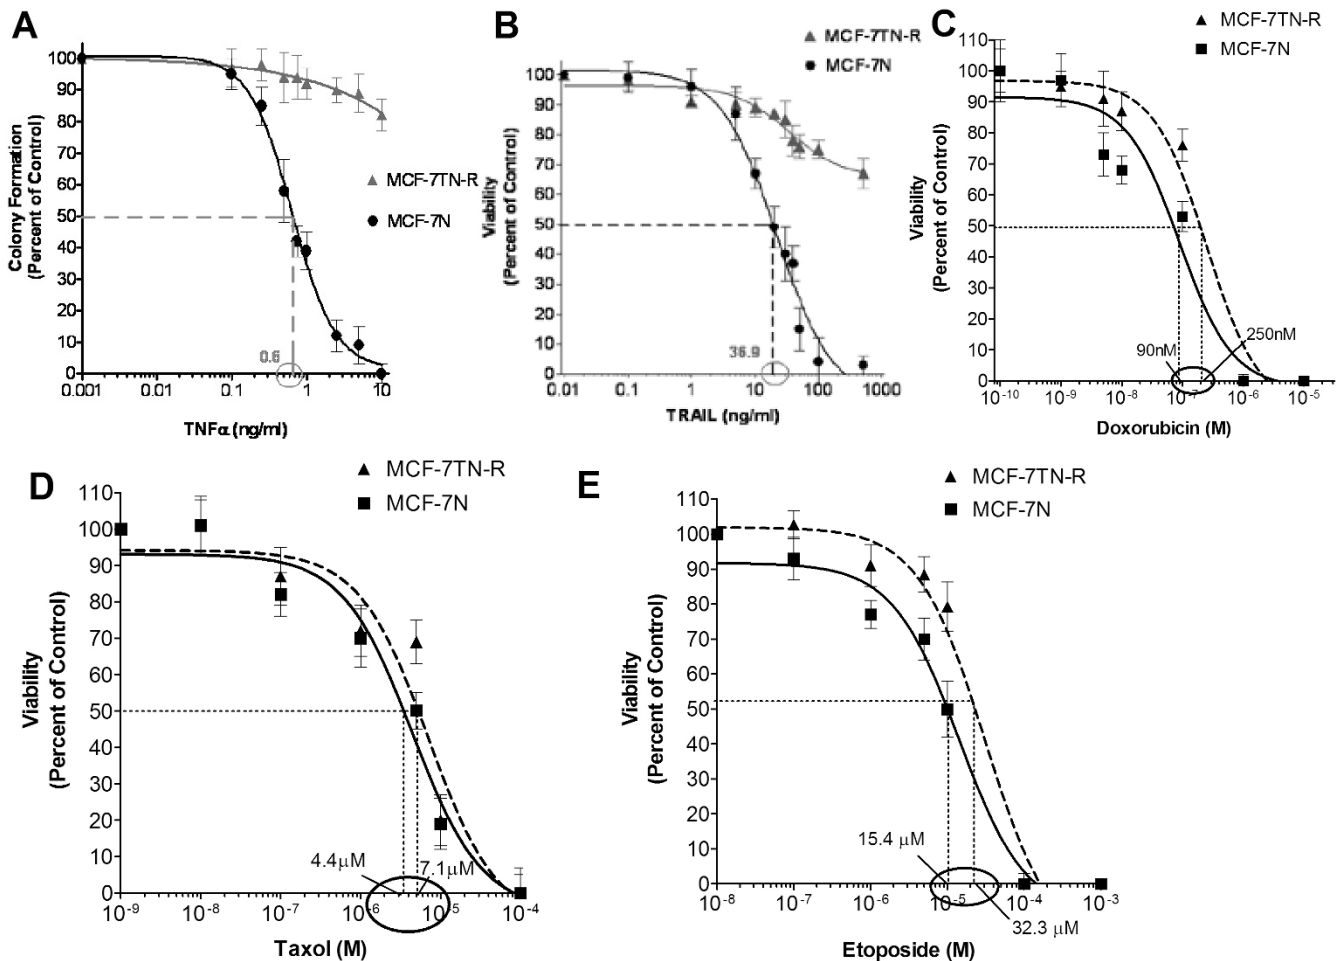 A
MCF-7TN-R
MCF-7N
100
90
80
70
60
50
40
30
20
10
0
Colony Formation
(Percent of Control)
MCF-7TN-R
MCF-7N
0.6
0.001
0.01
0.1
1
10
TNFα (ng/ml)
B
MCF-7TN-R
MCF-7N
100
90
80
70
60
50
40
30
20
10
0
Viability
(Percent of Control)
36.9
0.01
0.1
1
10
100
1000
TRAIL (ng/ml)
C
MCF-7TN-R
MCF-7N
110
100
90
80
70
60
50
40
30
20
10
0
Viability
(Percent of Control)
90nM
250nM
10-10
10-9
10-8
10-7
10-6
10-5
Doxorubicin (M)
D
MCF-7TN-R
MCF-7N
110
100
90
80
70
60
50
40
30
20
10
0
Viability
(Percent of Control)
4.4μM
7.1μM
10-9
10-8
10-7
10-6
10-5
10-4
Taxol (M)
E
MCF-7TN-R
MCF-7N
110
100
90
80
70
60
50
40
30
20
10
0
Viability
(Percent of Control)
15.4 μM
32.3 μM
10-8
10-7
10-6
10-5
10-4
10-3
Etoposide (M)